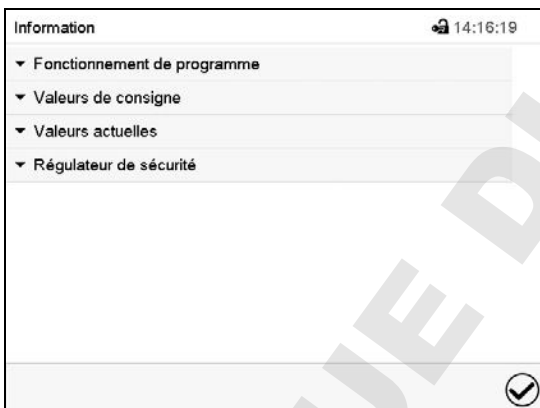 Information 14:16:19
Fonctionnement de programme
Valeurs de consigne
Valeurs actuelles
Régulateur de sécurité